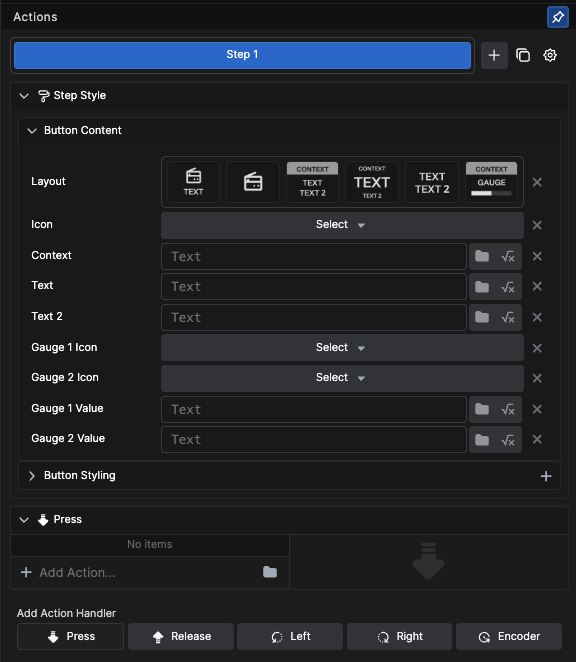 Actions
Step 1
Step Style
Button Content
Layout
TEXT
CONTEXT
TEXT
TEXT 2
CONTEXT
TEXT
TEXT 2
TEXT
TEXT 2
CONTEXT
GAUGE
Icon
Select
Context
Text
Text
Text
Text 2
Text
Gauge 1 Icon
Select
Gauge 2 Icon
Select
Gauge 1 Value
Text
Gauge 2 Value
Text
Button Styling
Press
No items
Add Action...
Add Action Handler
Press
Release
Left
Right
Encoder